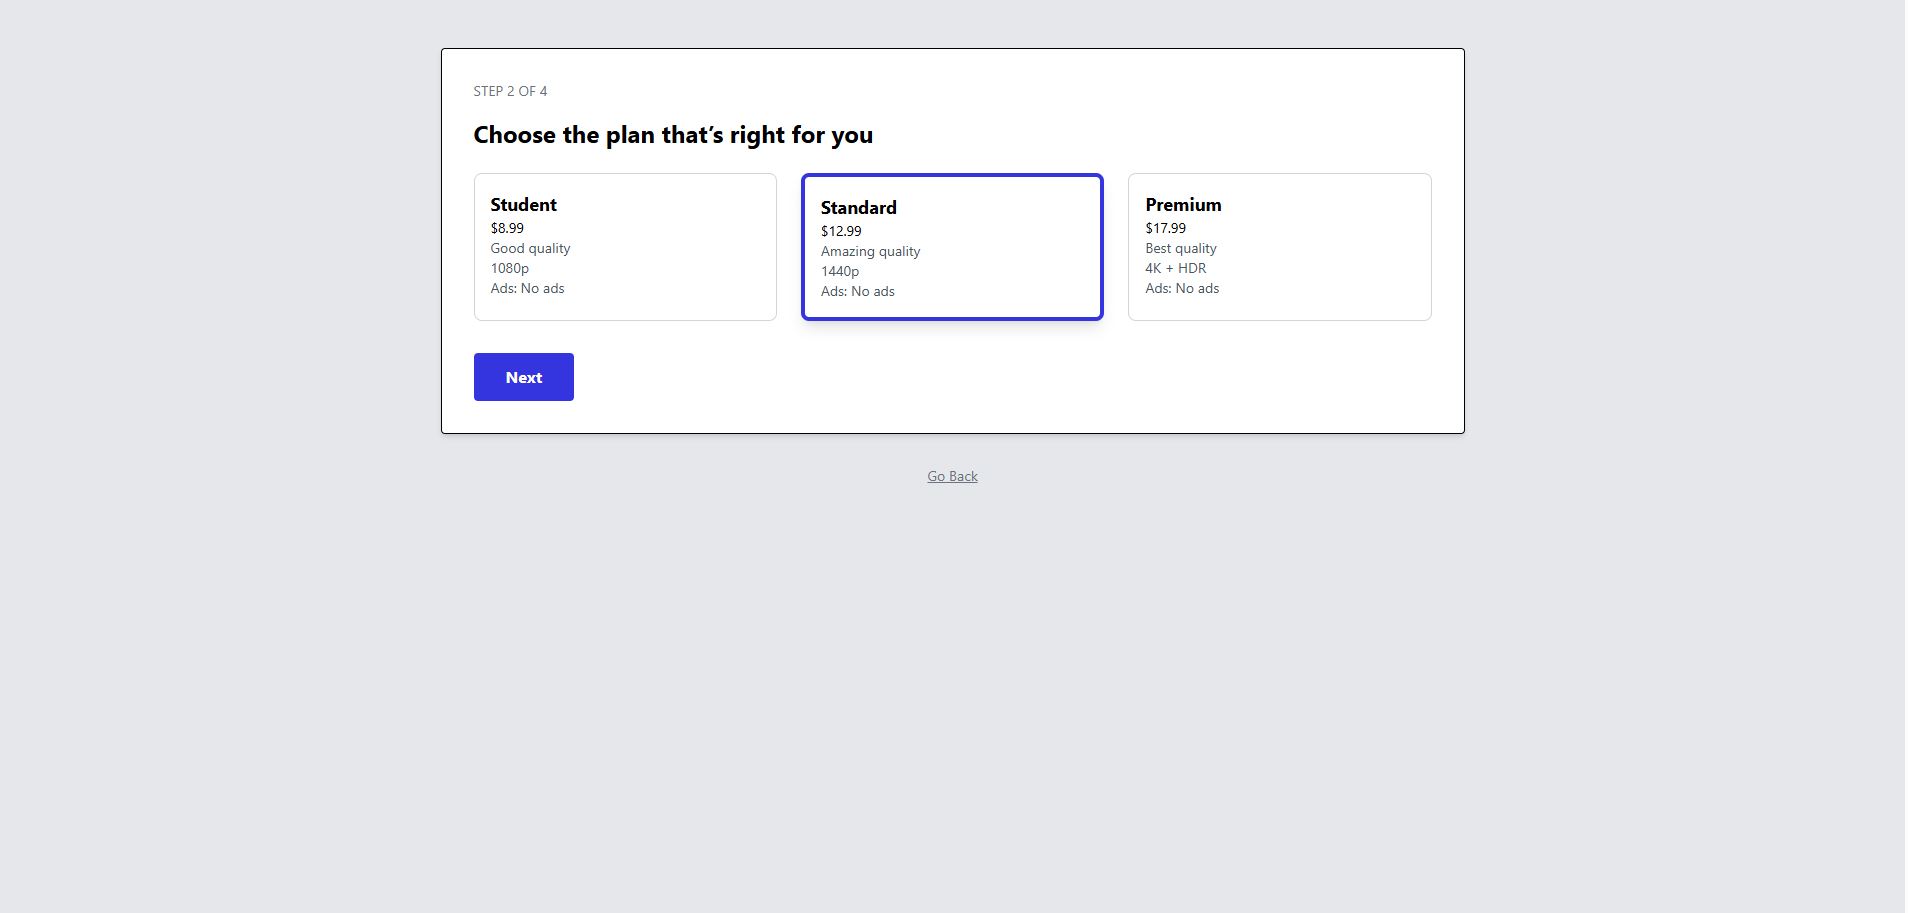 STEP 2 OF 4
Choose the plan that’s right for you
Student
$8.99
Good quality
1080p
Ads: No ads
Standard
$12.99
Amazing quality
1440p
Ads: No ads
Premium
$17.99
Best quality
4K + HDR
Ads: No ads
Next
Go Back